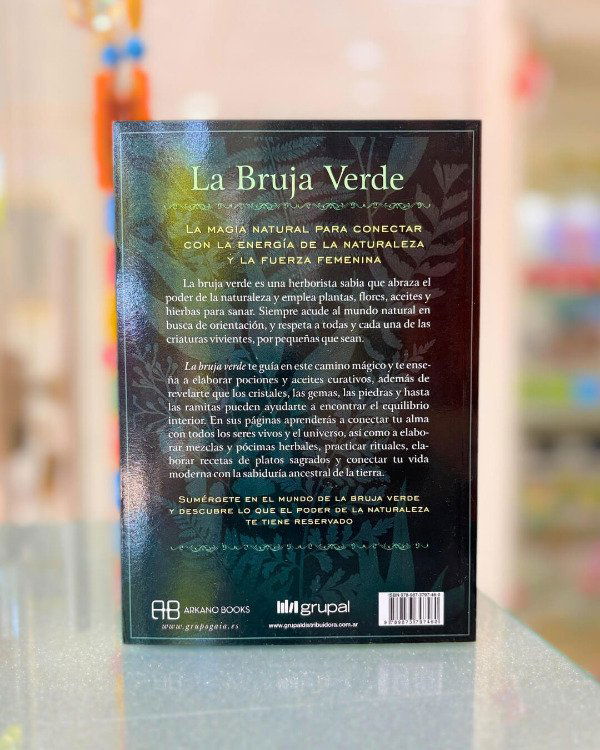 La Bruja Verde
La magia natural para conectar
con la energía de la naturaleza
y la fuerza femenina
La bruja verde es una herborista sabia que abraza el
poder de la naturaleza y emplea plantas, flores, aceites y
hierbas para sanar. Siempre acude al mundo natural en
busca de orientación, y respeta a todas y cada una de las
criaturas vivientes, por pequeñas que sean.
La bruja verde te guía en este camino mágico y te ense-
ña a elaborar pociones y aceites curativos, además de
revelarte que los cristales, las gemas, las piedras y hasta
las ramitas pueden ayudarte a encontrar el equilibrio
interior. En sus páginas aprenderás a conectar tu alma
con todos los seres vivos y el universo, así como a elabo-
rar mezclas y pócimas herbales, practicar rituales, ela-
borar recetas de platos sagrados y conectar tu vida
moderna con la sabiduría ancestral de la tierra.
Sumérgete en el mundo de la bruja verde
y descubre lo que el poder de la naturaleza
te tiene reservado
AB ARKANO BOOKS
www.grupogaia.es
grupal
www.grupaldistribuidora.com.ar